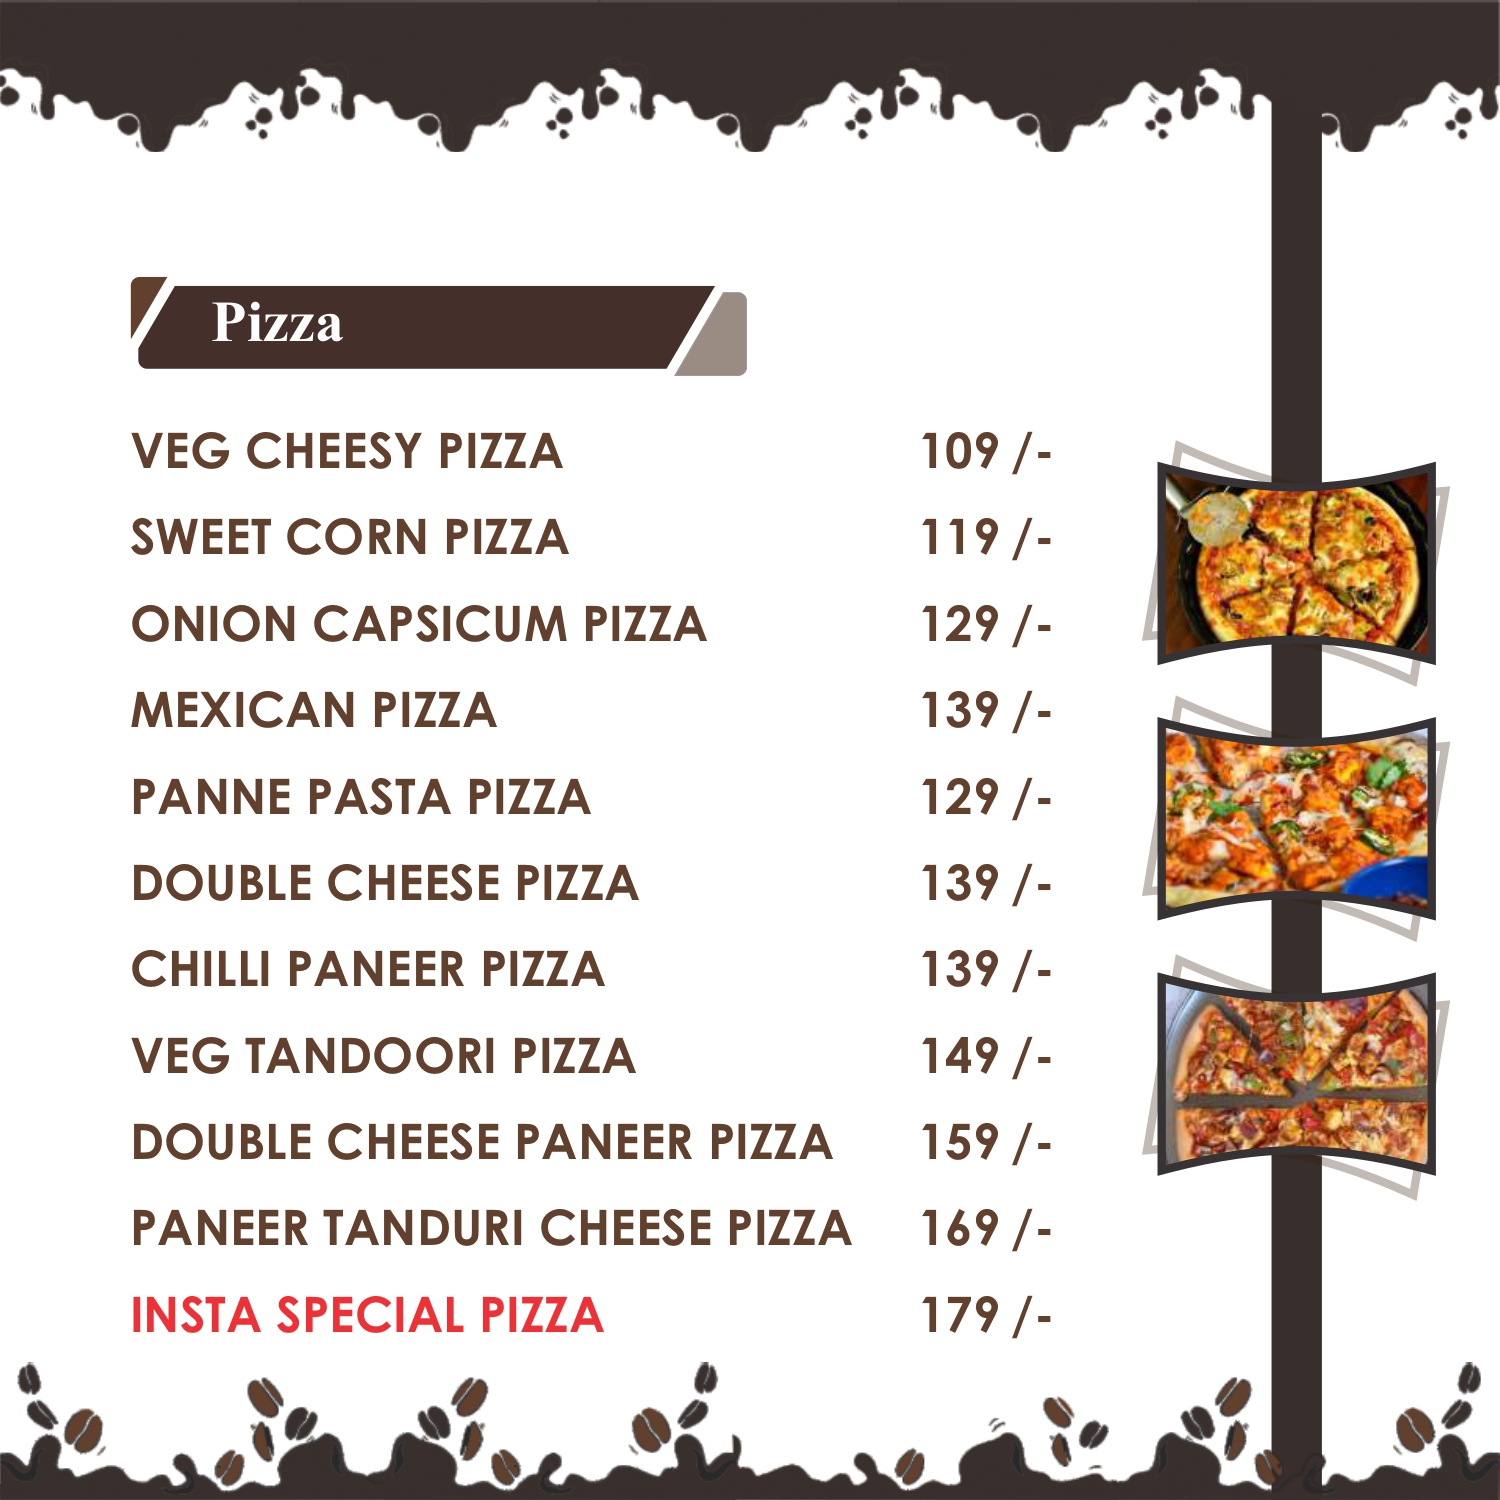 Pizza
VEG CHEESY PIZZA 109 /-
SWEET CORN PIZZA 119 /-
ONION CAPSICUM PIZZA 129 /-
MEXICAN PIZZA 139 /-
PANNE PASTA PIZZA 129 /-
DOUBLE CHEESE PIZZA 139 /-
CHILLI PANEER PIZZA 139 /-
VEG TANDOORI PIZZA 149 /-
DOUBLE CHEESE PANEER PIZZA 159 /-
PANEER TANDURI CHEESE PIZZA 169 /-
INSTA SPECIAL PIZZA 179 /-